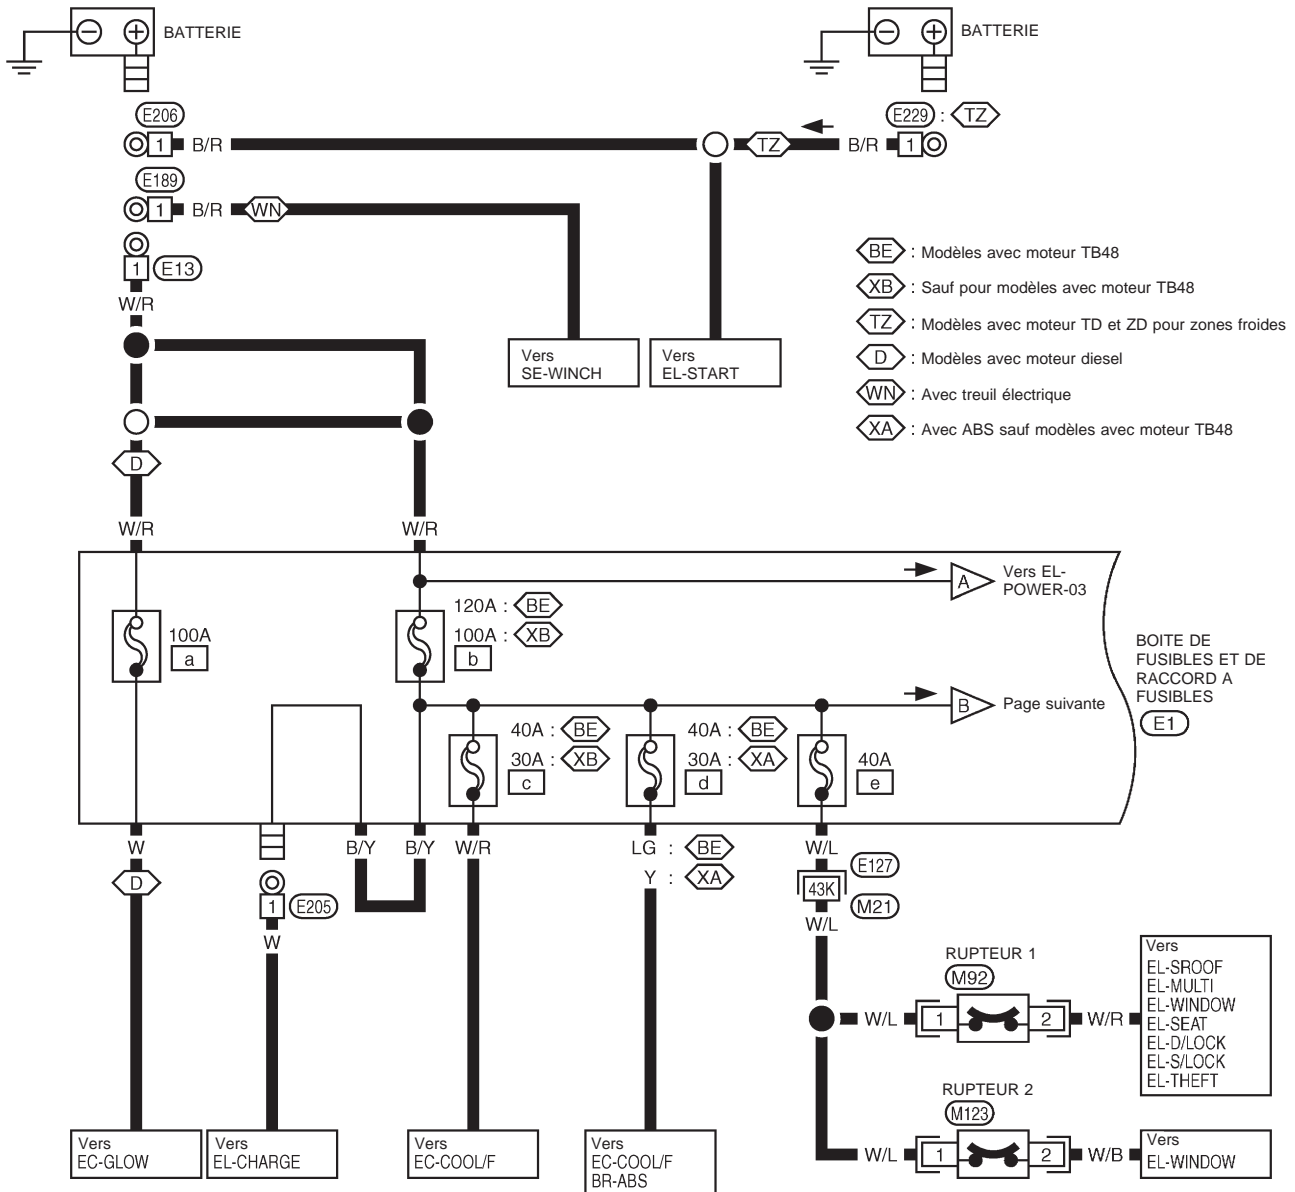 BATTERIE
BATTERIE
E206
E229 : TZ
1 B/R
TZ
B/R 1
E189
1 B/R WN
1 E13
W/R
BE : Modèles avec moteur TB48
XB : Sauf pour modèles avec moteur TB48
TZ : Modèles avec moteur TD et ZD pour zones froides
D : Modèles avec moteur diesel
WN : Avec treuil électrique
XA : Avec ABS sauf modèles avec moteur TB48
Vers
SE-WINCH
Vers
EL-START
D
W/R
W/R
A
Vers EL-
POWER-03
100A
a
120A : BE
100A : XB
b
BOITE DE
FUSIBLES ET DE
RACCORD A
FUSIBLES
E1
B
Page suivante
40A : BE
30A : XB
c
40A : BE
30A : XA
d
40A
e
W
D
B/Y
B/Y
W/R
LG : BE
Y : XA
W/L
E127
43K
M21
W/L
1 E205
W
RUPTEUR 1
M92
W/L 1 2 W/R
Vers
EL-SROOF
EL-MULTI
EL-WINDOW
EL-SEAT
EL-D/LOCK
EL-S/LOCK
EL-THEFT
RUPTEUR 2
M123
W/L 1 2 W/B
Vers
EL-WINDOW
Vers
EC-GLOW
Vers
EL-CHARGE
Vers
EC-COOL/F
Vers
EC-COOL/F
BR-ABS